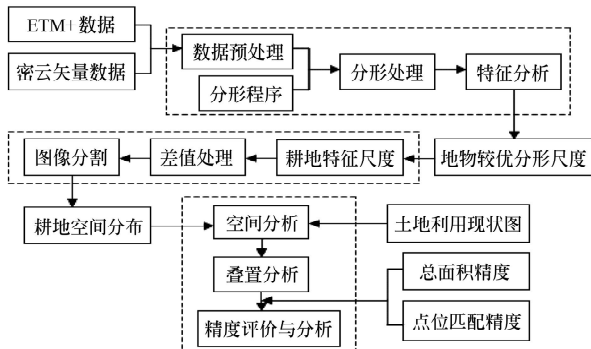 ETM+数据
密云矢量数据
数据预处理
分形程序
分形处理
特征分析
图像分割
差值处理
耕地特征尺度
地物较优分形尺度
耕地空间分布
空间分析
土地利用现状图
叠置分析
总面积精度
精度评价与分析
点位匹配精度